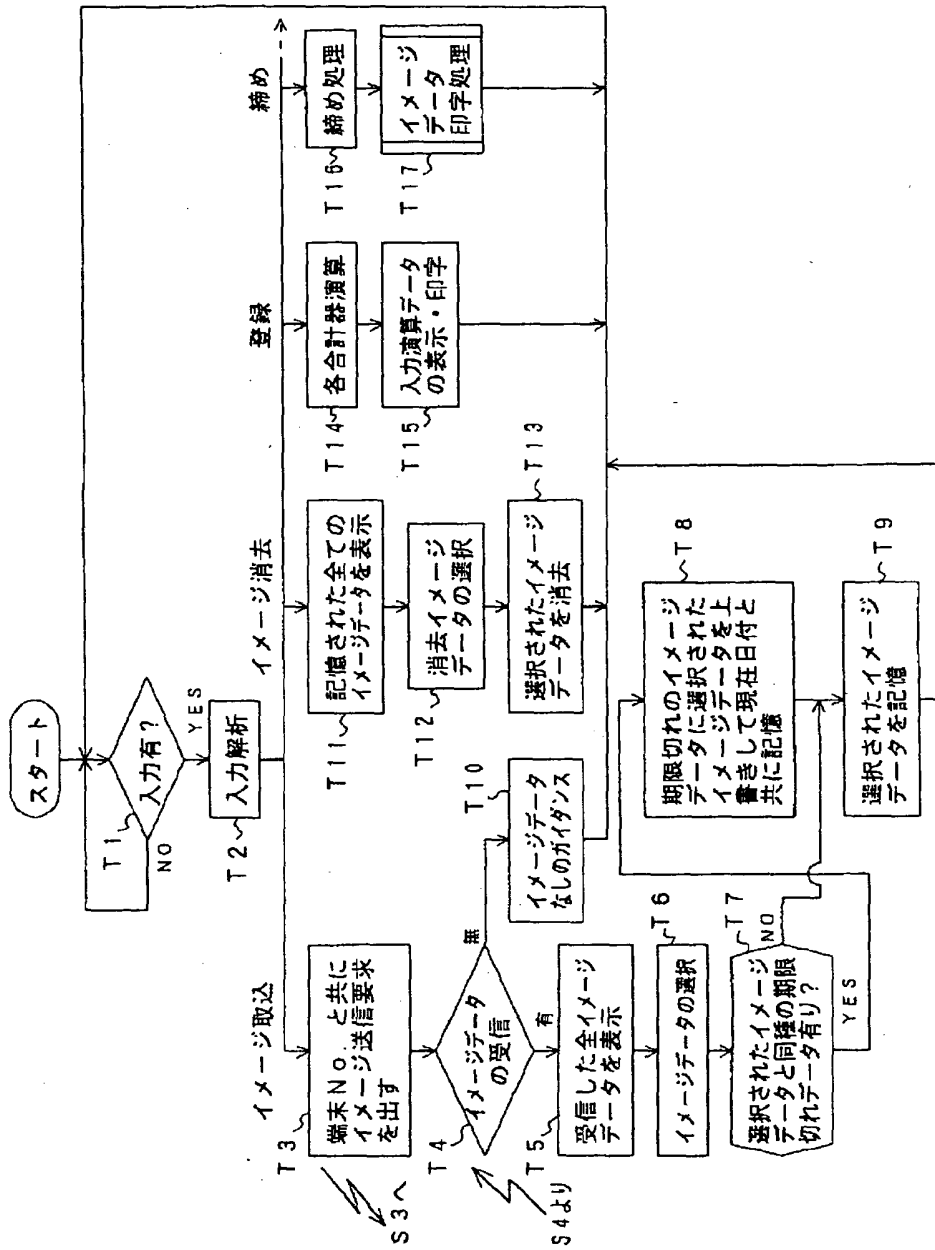 スタート
T1
入力有?
NO
YES
T2
入力解析
イメージ取込
T3
端末No.と共に
イメージ送信要求
を出す
S3へ
T4
イメージデータ
の受信
S4より
無
有
T5
受信した全イメージ
データを表示
T6
イメージデータの選択
T7
選択されたイメージ
データと同種の期限
切れデータ有り?
NO
YES
T8
期限切れのイメージ
データに選択された
イメージデータを上
書きして現在日付と
共に記憶
T9
選択されたイメージ
データを記憶
T10
イメージデータ
なしのガイダンス
イメージ消去
T11
記憶された全ての
イメージデータを表示
T12
消去イメージ
データの選択
T13
選択されたイメージ
データを消去
登録
T14
各合計器演算
T15
入力演算データ
の表示・印字
締め
T16
締め処理
T17
イメージ
データ
印字処理